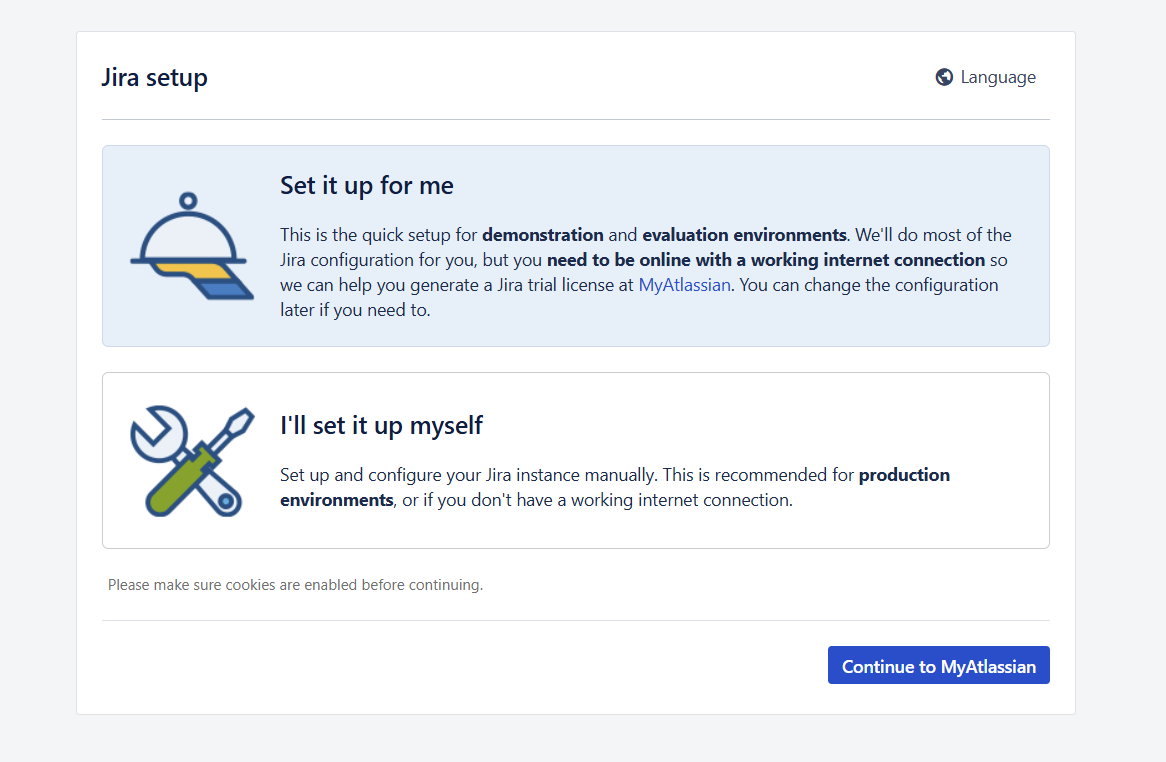 Jira setup
Language
Set it up for me
This is the quick setup for demonstration and evaluation environments. We'll do most of the
Jira configuration for you, but you need to be online with a working internet connection so
we can help you generate a Jira trial license at MyAtlassian. You can change the configuration
later if you need to.
I'll set it up myself
Set up and configure your Jira instance manually. This is recommended for production
environments, or if you don't have a working internet connection.
Please make sure cookies are enabled before continuing.
Continue to MyAtlassian